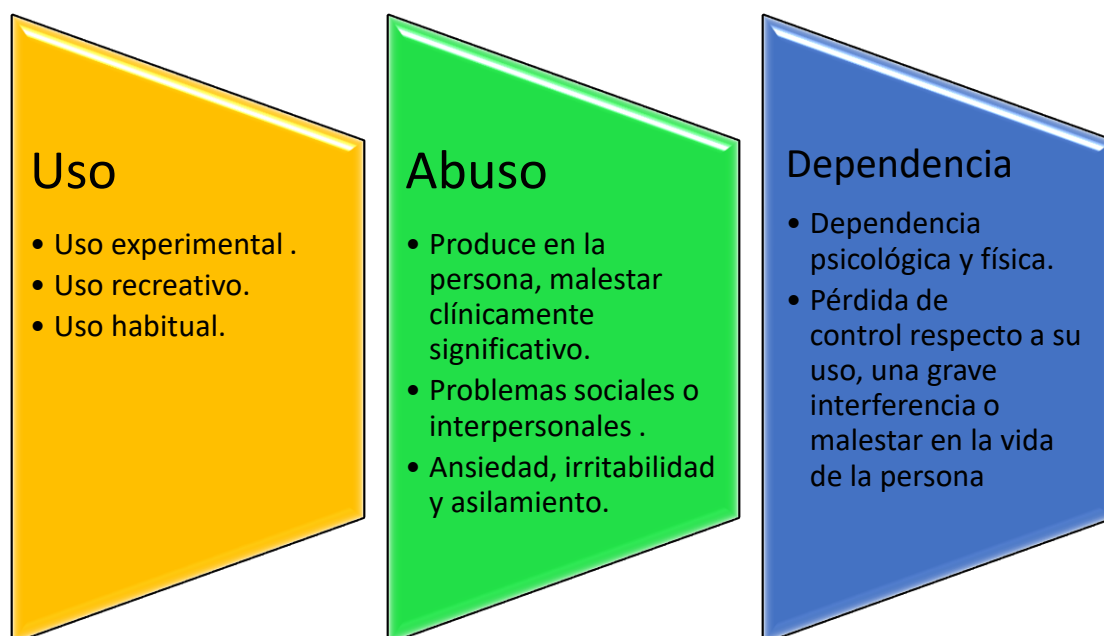 Uso
• Uso experimental .
• Uso recreativo.
• Uso habitual.
Abuso
• Produce en la
persona, malestar
clínicamente
significativo.
• Problemas sociales o
interpersonales .
• Ansiedad, irritabilidad
y asilamiento.
Dependencia
• Dependencia
psicológica y física.
• Pérdida de
control respecto a su
uso, una grave
interferencia o
malestar en la vida
de la persona